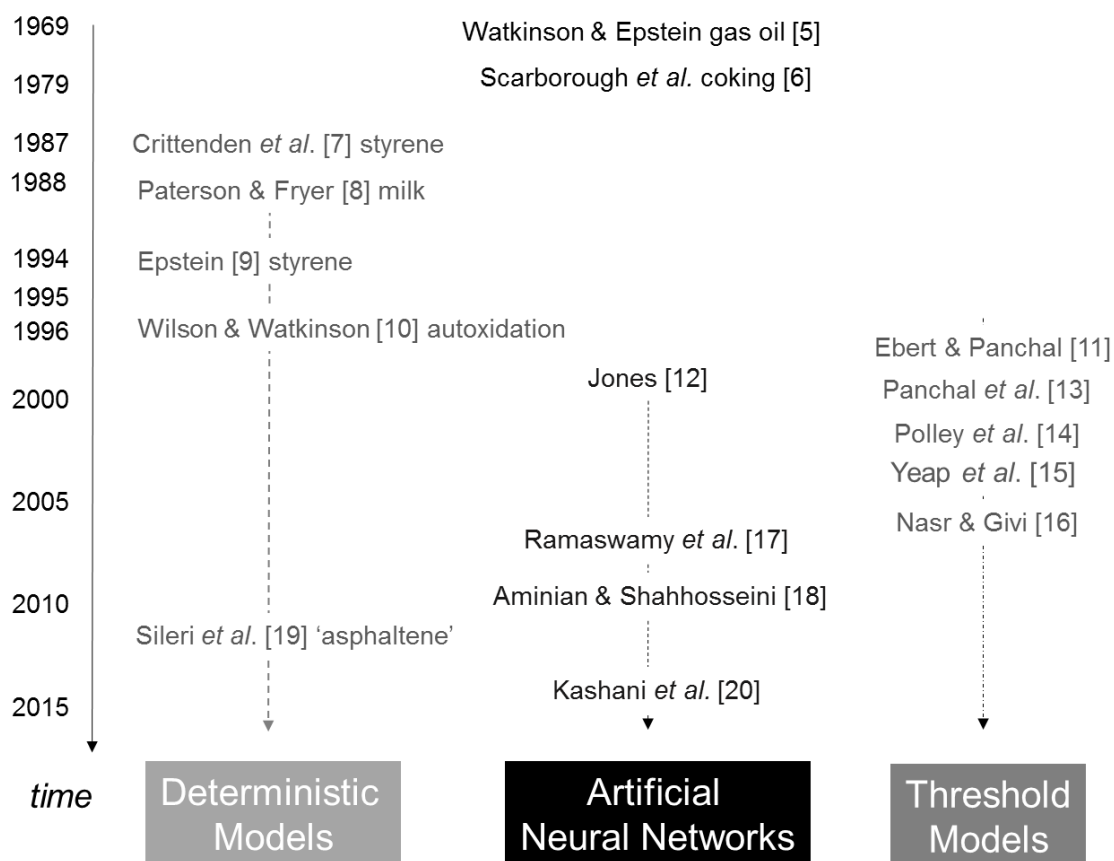 1969
Watkinson & Epstein gas oil [5]
1979
Scarborough et al. coking [6]
1987
Crittenden et al. [7] styrene
1988
Paterson & Fryer [8] milk
1994
Epstein [9] styrene
1995
1996
Wilson & Watkinson [10] autoxidation
Ebert & Panchal [11]
Jones [12]
Panchal et al. [13]
2000
Polley et al. [14]
Yeap et al. [15]
2005
Nasr & Givi [16]
Ramaswamy et al. [17]
2010
Aminian & Shahhosseini [18]
Sileri et al. [19] ‘asphaltene’
Kashani et al. [20]
2015
time
Deterministic
Models
Artificial
Neural Networks
Threshold
Models